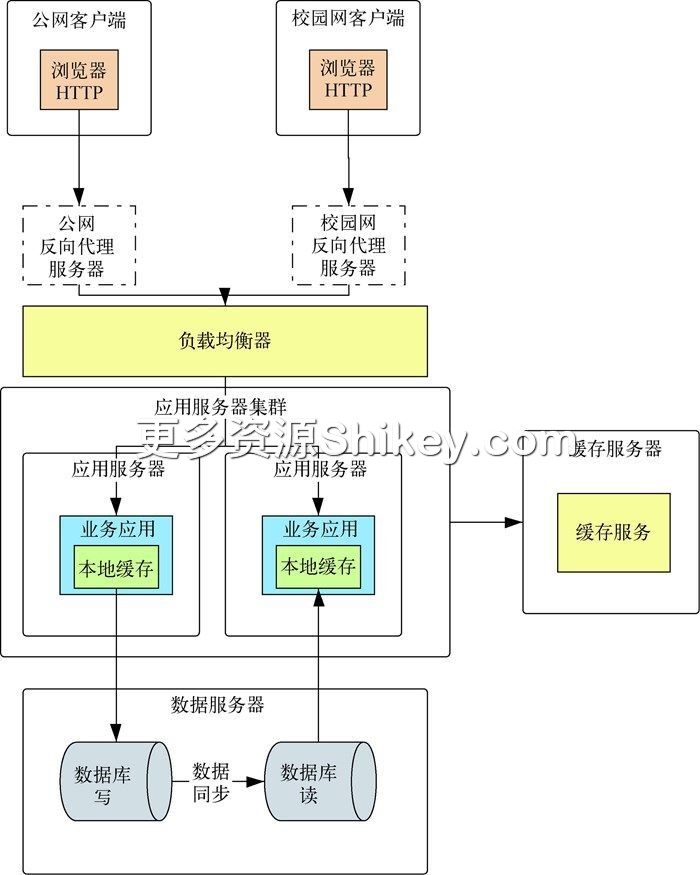 公网客户端
浏览器
HTTP
校园网客户端
浏览器
HTTP
公网
反向代理
服务器
校园网
反向代理
服务器
负载均衡器
应用服务器集群
更多资源Shikey.com
应用服务器
业务应用
本地缓存
应用服务器
业务应用
本地缓存
缓存服务器
缓存服务
数据服务器
数据库
写
数据
同步
数据库
读